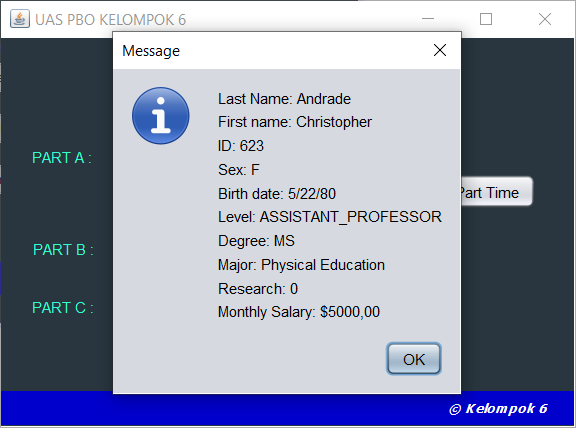 UAS PBO KELOMPOK 6
Message
Last Name: Andrade
First name: Christopher
ID: 623
Sex: F
Birth date: 5/22/80
Level: ASSISTANT_PROFESSOR
Degree: MS
Major: Physical Education
Research: 0
Monthly Salary: $5000,00
OK
PART A :
Part Time
PART B :
PART C :
© Kelompok 6